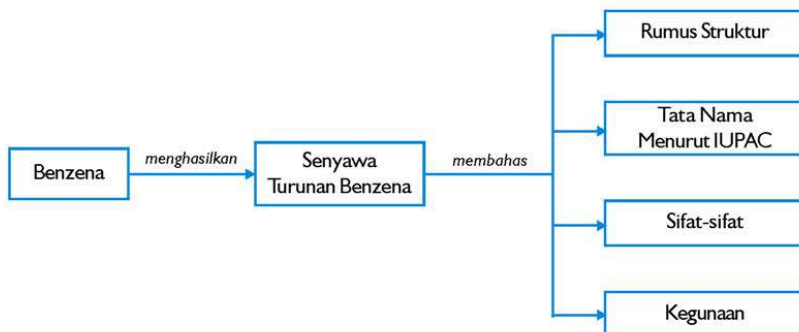 Benzena
menghasilkan
Senyawa
Turunan Benzena
membahas
Rumus Struktur
Tata Nama
Menurut IUPAC
Sifat-sifat
Kegunaan